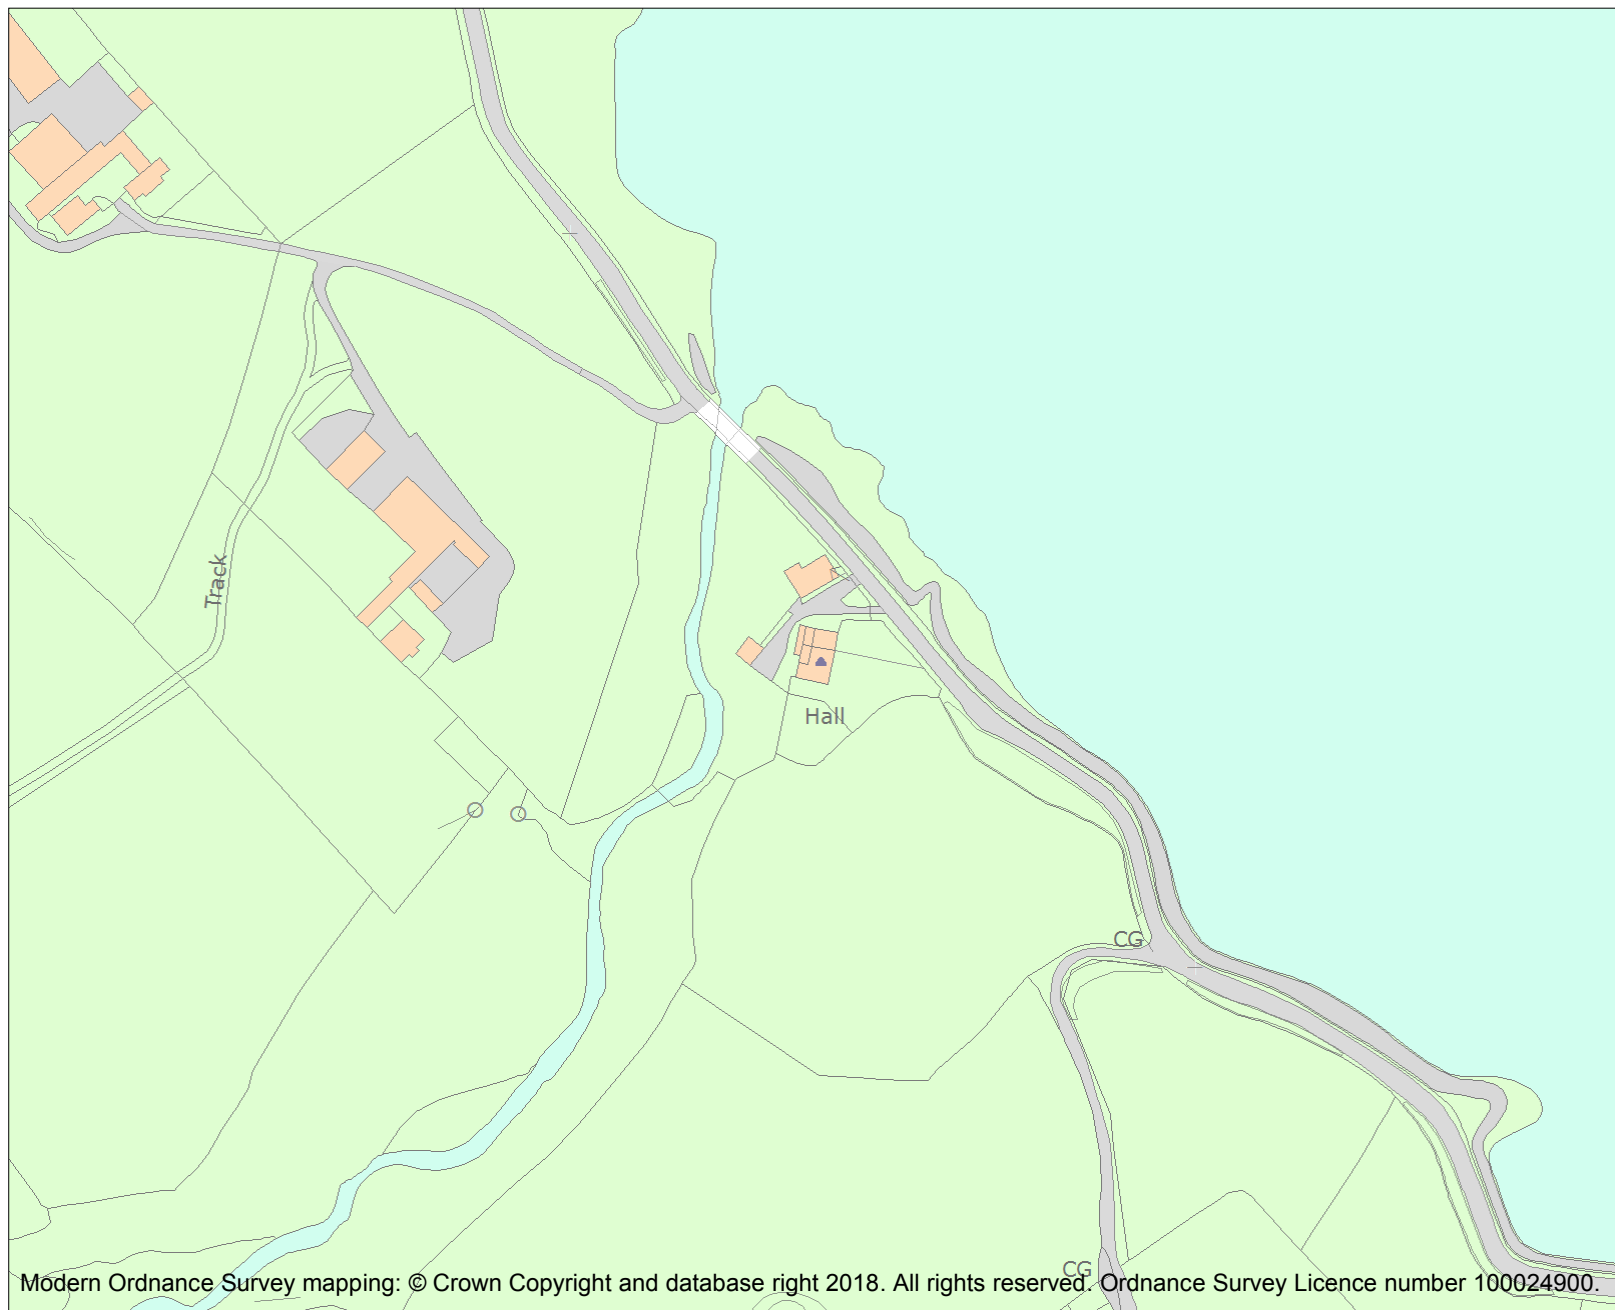 Track
Hall
CG
CG
Modern Ordnance Survey mapping: © Crown Copyright and database right 2018. All rights reserved. Ordnance Survey Licence number 100024900.